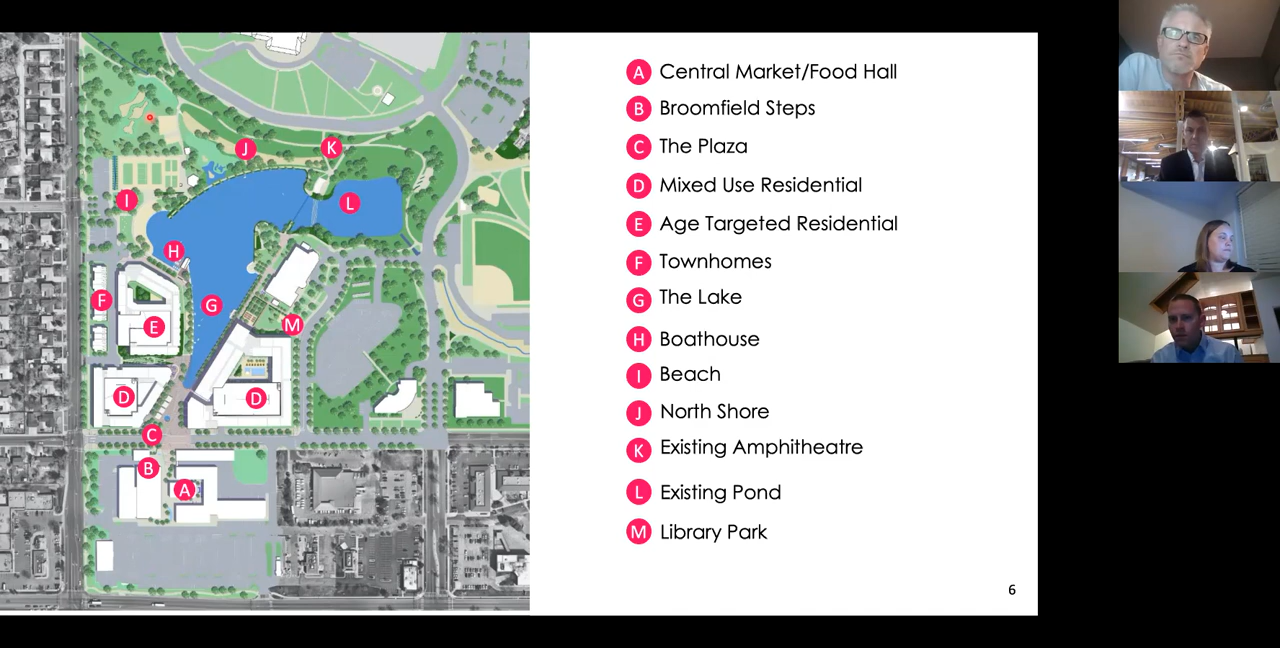 J
K
I
L
H
F
G
E
M
D
D
C
B
A
A Central Market/Food Hall
B Broomfield Steps
C The Plaza
D Mixed Use Residential
E Age Targeted Residential
F Townhomes
G The Lake
H Boathouse
I Beach
J North Shore
K Existing Amphitheatre
L Existing Pond
M Library Park
6